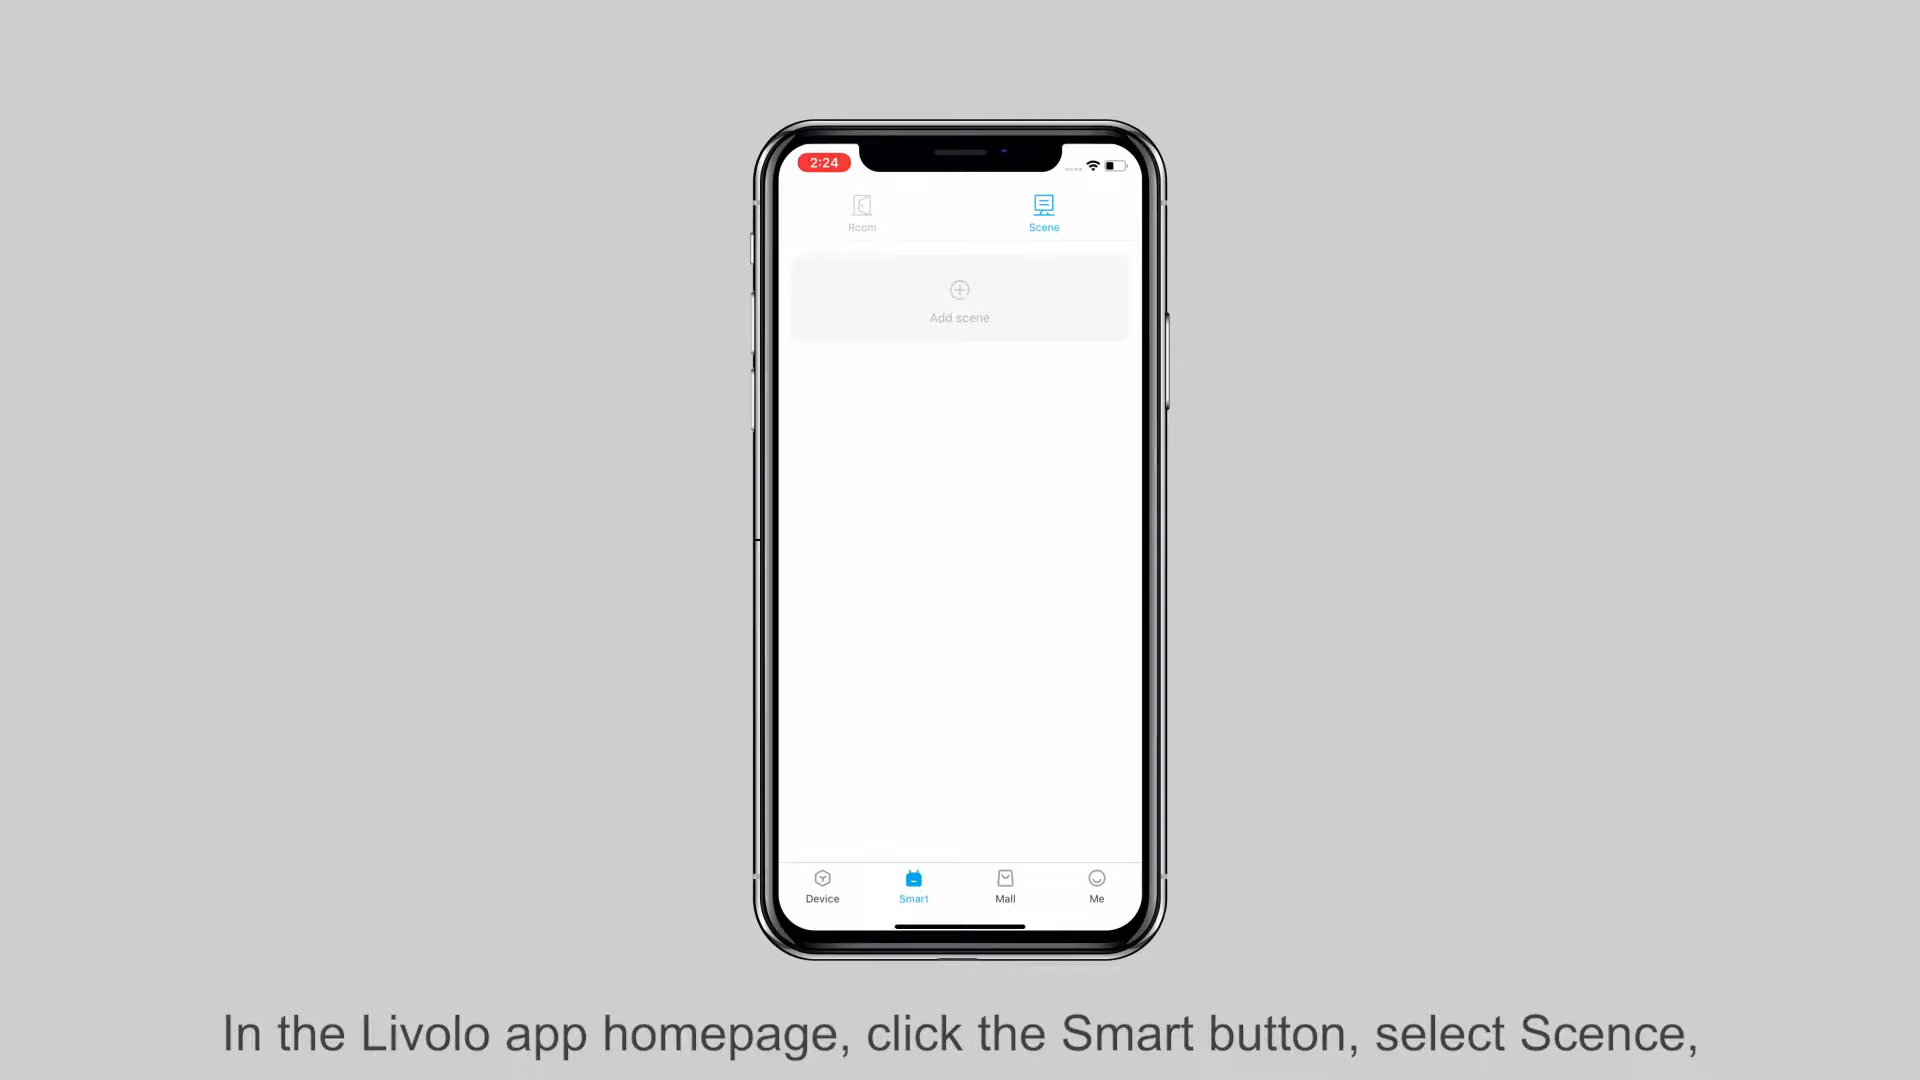 2:24
Room
Scene
Add scene
Device
Smart
Mall
Me
In the Livolo app homepage, click the Smart button, select Scence,